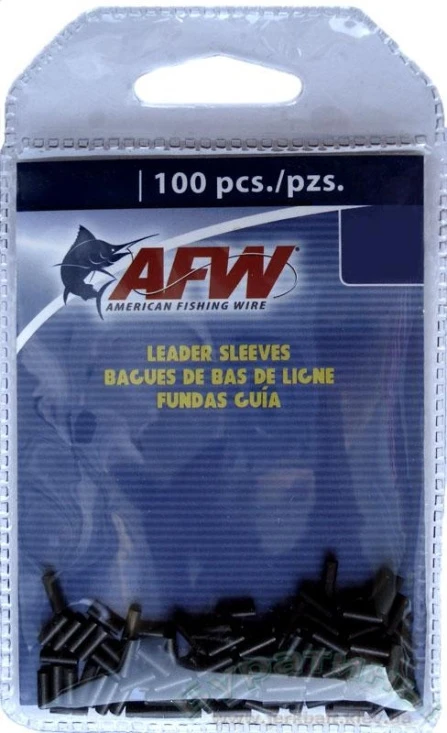 100 pcs./pzs.
AFW
AMERICAN FISHING WIRE
LEADER SLEEVES
BAGUES DE BAS DE LIGNE
FUNDAS GUÍA